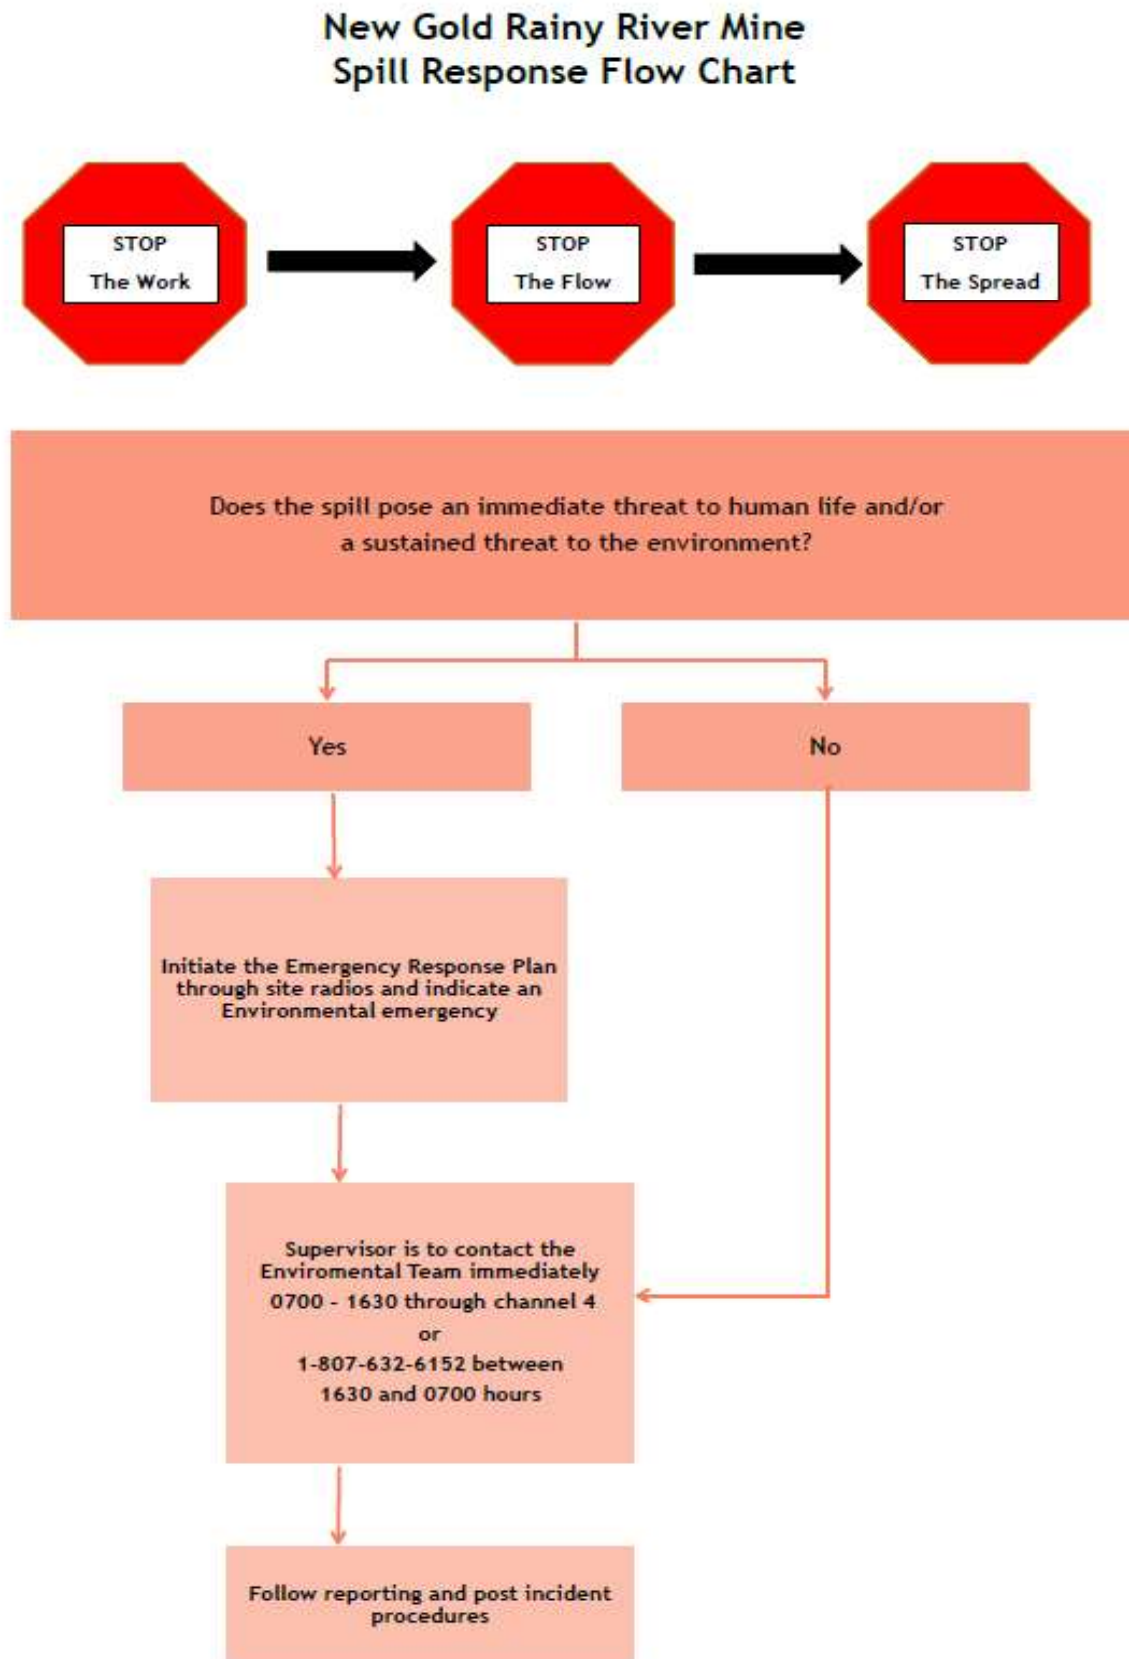 New Gold Rainy River Mine
Spill Response Flow Chart
STOP
The Work
STOP
The Flow
STOP
The Spread
Does the spill pose an immediate threat to human life and/or
a sustained threat to the environment?
Yes
No
Initiate the Emergency Response Plan
through site radios and indicate an
Environmental emergency
Supervisor is to contact the
Enviromental Team immediately
0700 - 1630 through channel 4
or
1-807-632-6152 between
1630 and 0700 hours
Follow reporting and post incident
procedures